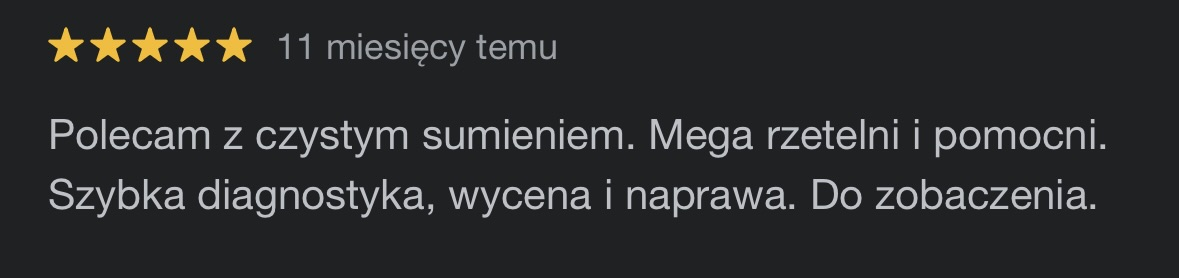 11 miesięcy temu
Polecam z czystym sumieniem. Mega rzetelni i pomocni.
Szybka diagnostyka, wycena i naprawa. Do zobaczenia.